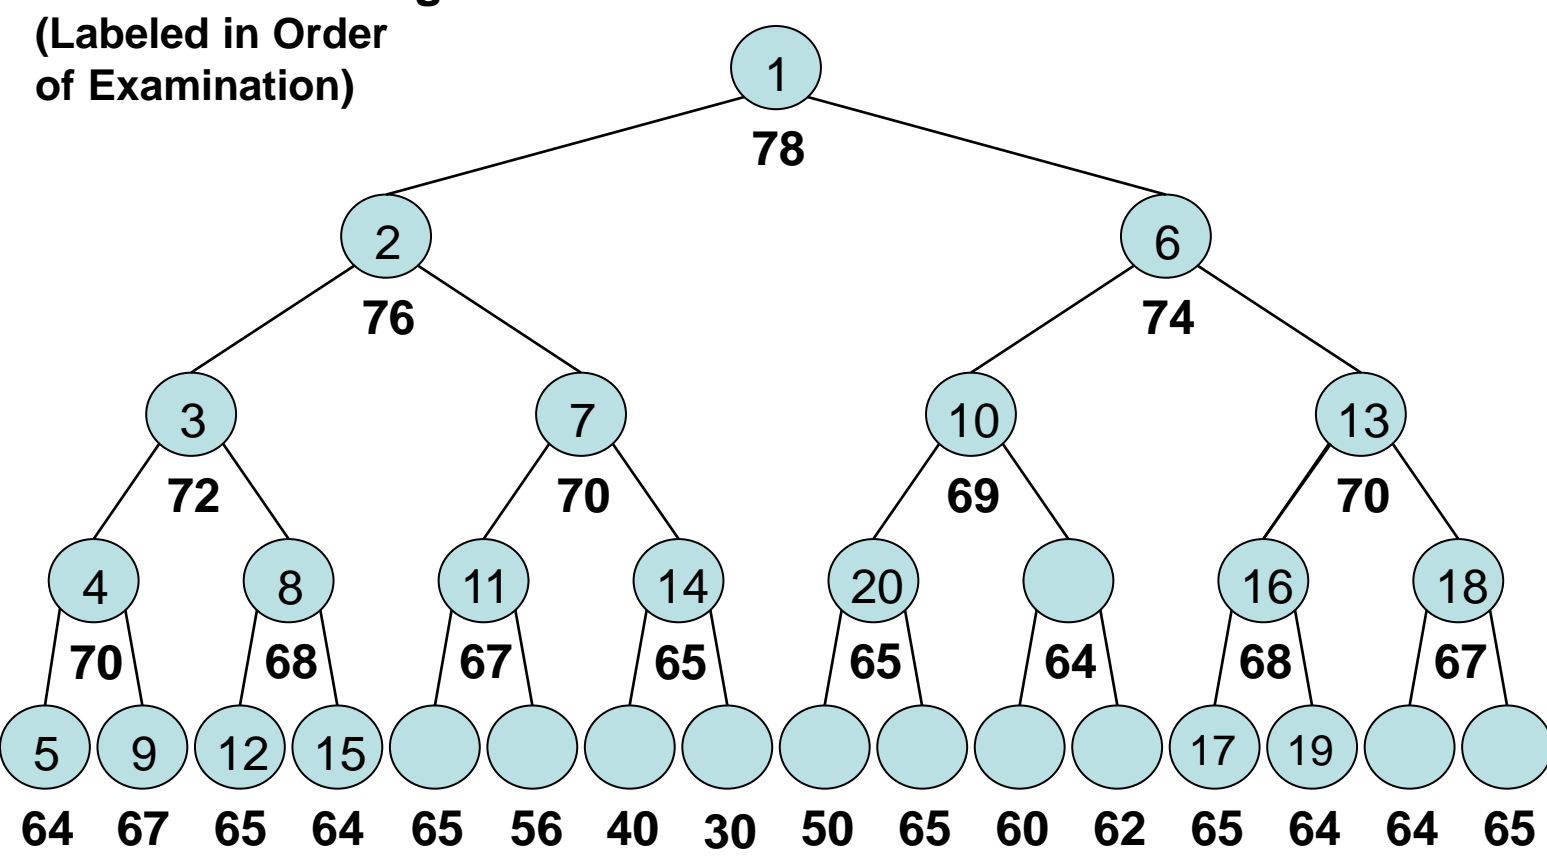 (Labeled in Order
of Examination)
1
78
2 6
76 74
3 7 10 13
72 70 69 70
4 8 11 14 20 16 18
70 68 67 65 65 64 68 67
5 9 12 15 17 19
64 67 65 64 65 56 40 30 50 65 60 62 65 64 64 65